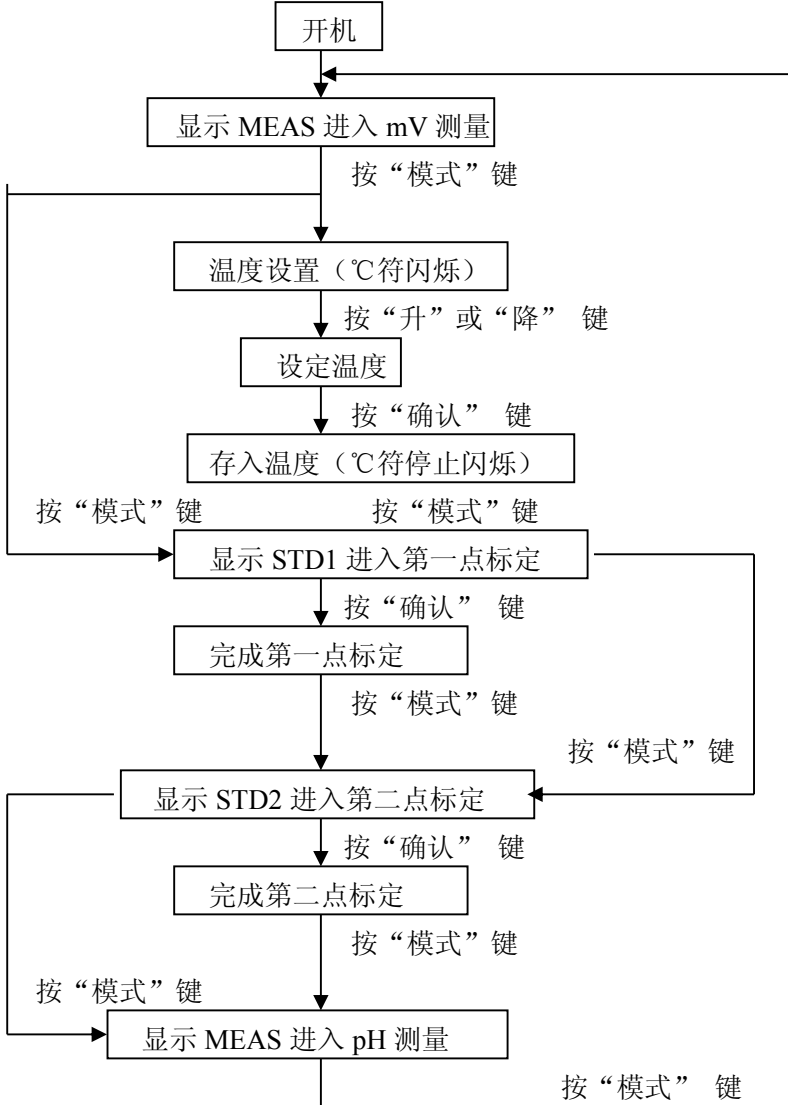 开机
显示 MEAS 进入 mV 测量
按“模式”键
温度设置（℃符闪烁）
按“升”或“降” 键
设定温度
按“确认” 键
存入温度（℃符停止闪烁）
按“模式”键 按“模式”键
显示 STD1 进入第一点标定
按“确认” 键
完成第一点标定
按“模式”键
按“模式”键
显示 STD2 进入第二点标定
按“确认” 键
完成第二点标定
按“模式”键
按“模式”键
显示 MEAS 进入 pH 测量
按“模式” 键